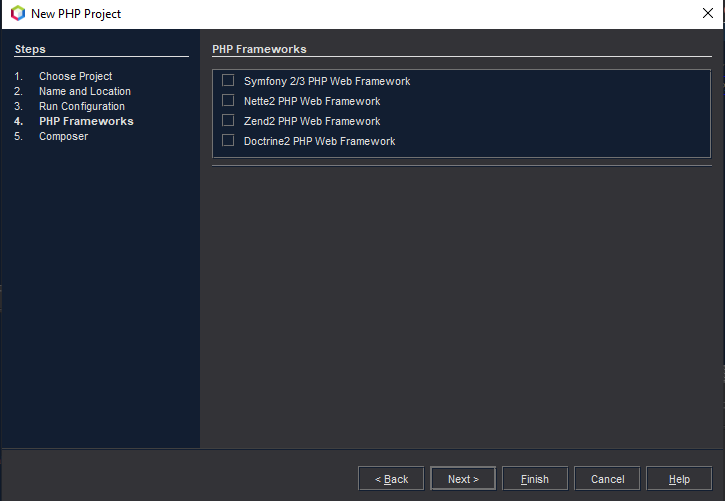 New PHP Project
Steps
1. Choose Project
2. Name and Location
3. Run Configuration
4. PHP Frameworks
5. Composer
PHP Frameworks
Symfony 2/3 PHP Web Framework
Nette2 PHP Web Framework
Zend2 PHP Web Framework
Doctrine2 PHP Web Framework
< Back Next > Finish Cancel Help